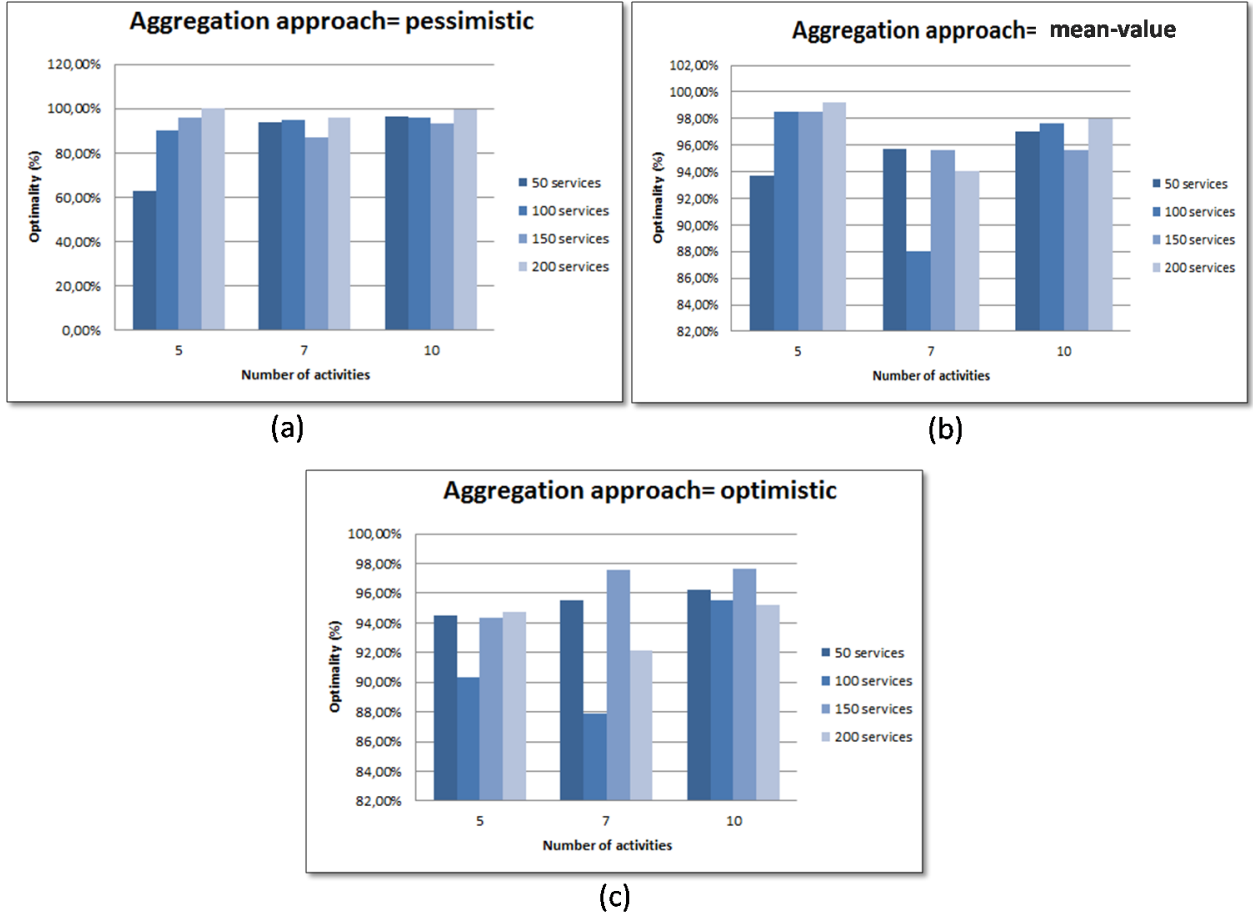 Aggregation approach= pessimistic
120,00%
100,00%
80,00%
60,00%
40,00%
20,00%
0,00%
Optimality (%)
5 7 10
Number of activities
50 services
100 services
150 services
200 services
(a)
Aggregation approach= mean-value
102,00%
100,00%
98,00%
96,00%
94,00%
92,00%
90,00%
88,00%
86,00%
84,00%
82,00%
Optimality (%)
5 7 10
Number of activities
50 services
100 services
150 services
200 services
(b)
Aggregation approach= optimistic
100,00%
98,00%
96,00%
94,00%
92,00%
90,00%
88,00%
86,00%
84,00%
82,00%
Optimality (%)
5 7 10
Number of activities
50 services
100 services
150 services
200 services
(c)